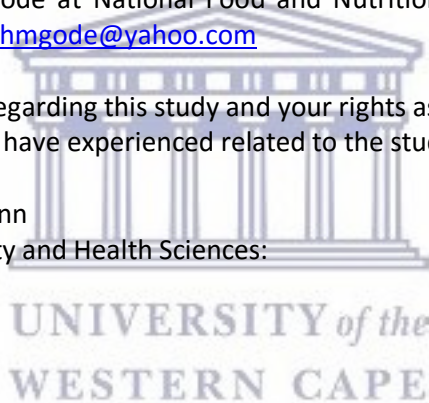 ode at National Food and Nutrition
hmgode@yahoo.com
egarding this study and your rights as
have experienced related to the stud
nn
ty and Health Sciences:
UNIVERSITY of the
WESTERN CAPE